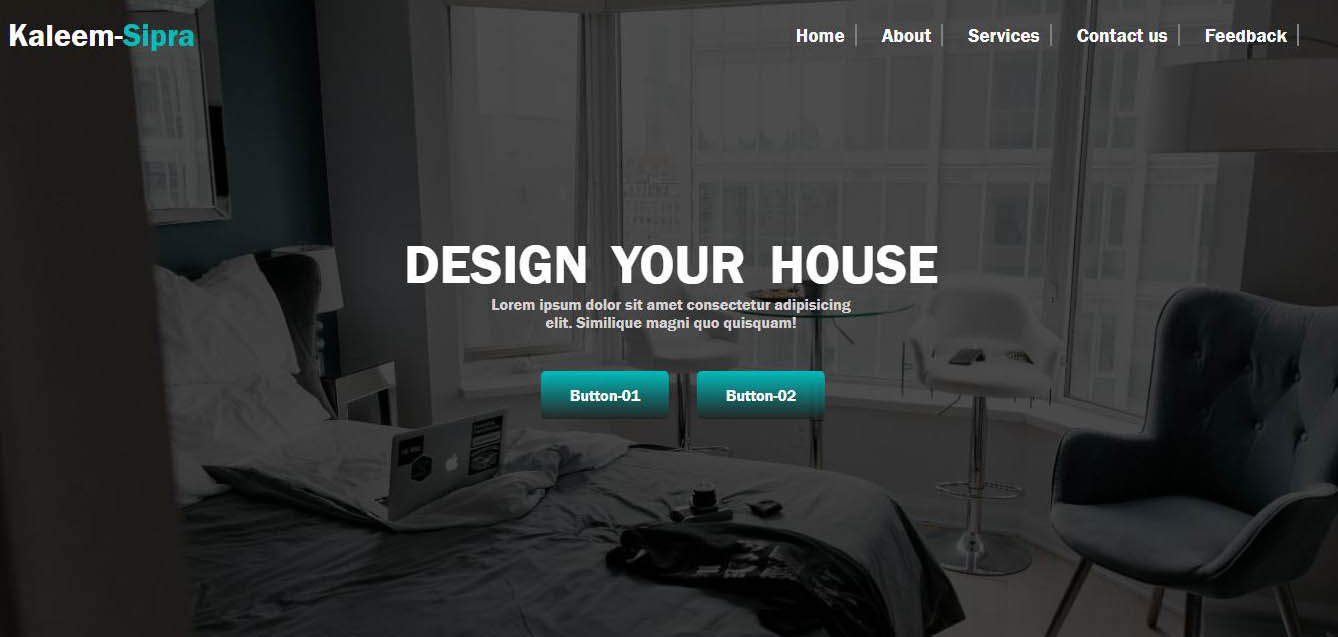 Kaleem-Sipra
Home
About
Services
Contact us
Feedback
DESIGN YOUR HOUSE
Lorem ipsum dolor sit amet consectetur adipisicing
elit. Similique magni quo quisquam!
Button-01
Button-02